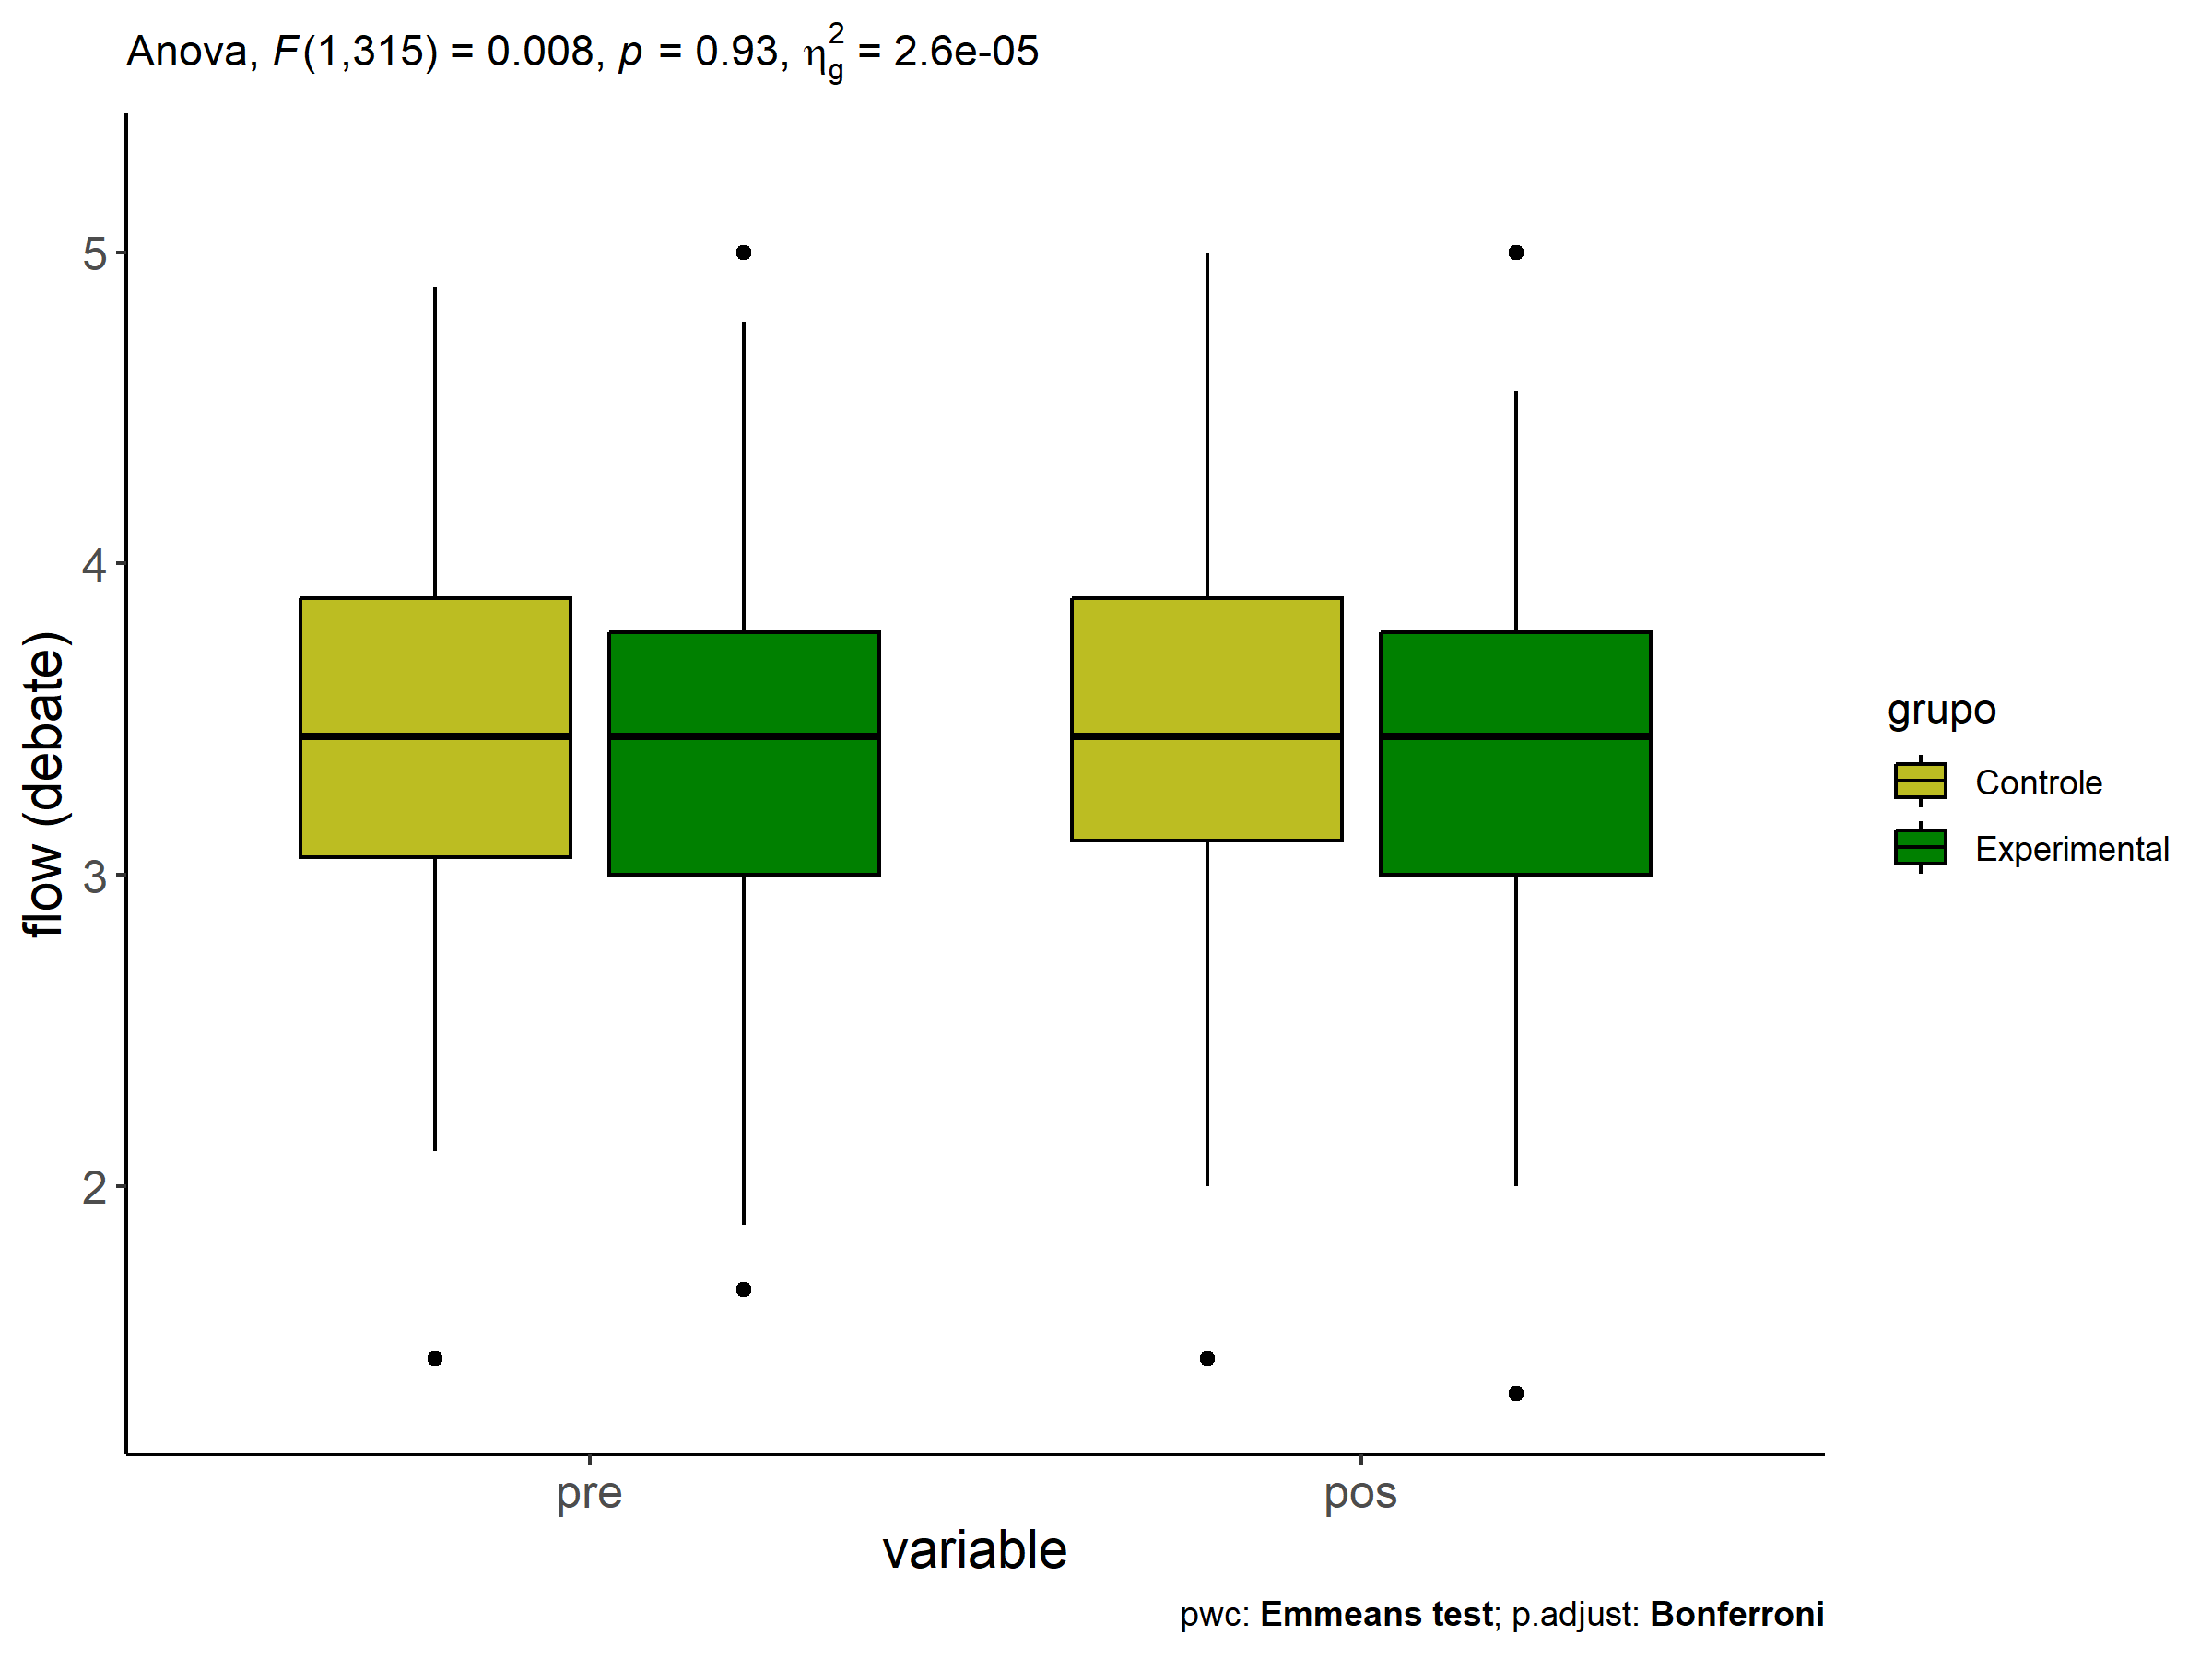 Anova, F(1,315) = 0.008, p = 0.93, η²g = 2.6e-05
flow (debate)
5
4
3
2
pre
pos
variable
grupo
Controle
Experimental
pwc: Emmeans test; p.adjust: Bonferroni